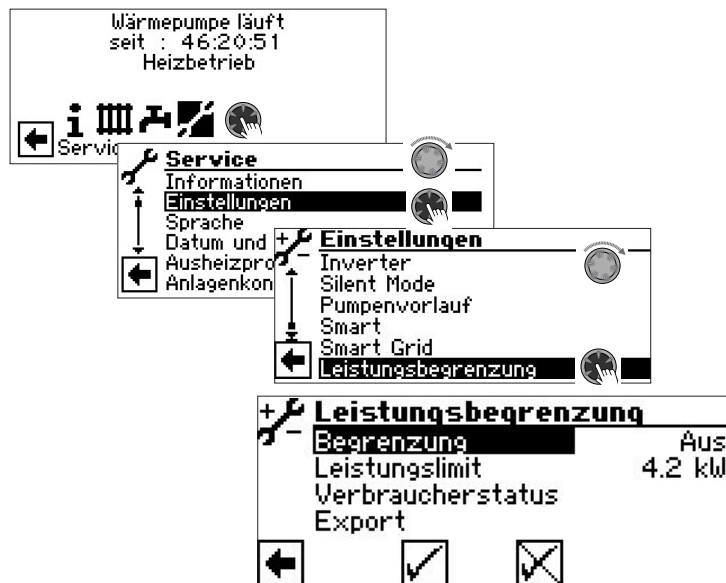 Wärmepumpe läuft
seit : 46:20:51
Heizbetrieb
Servic
Service
Informationen
Einstellungen
Sprache
Datum und
Ausheizpro
Anlagenkon
Einstellungen
Inverter
Silent Mode
Pumpenvorlauf
Smart
Smart Grid
Leistungsbegrenzung
Leistungsbegrenzung
Begrenzung Aus
Leistungslimit 4.2 kW
Verbraucherstatus
Export